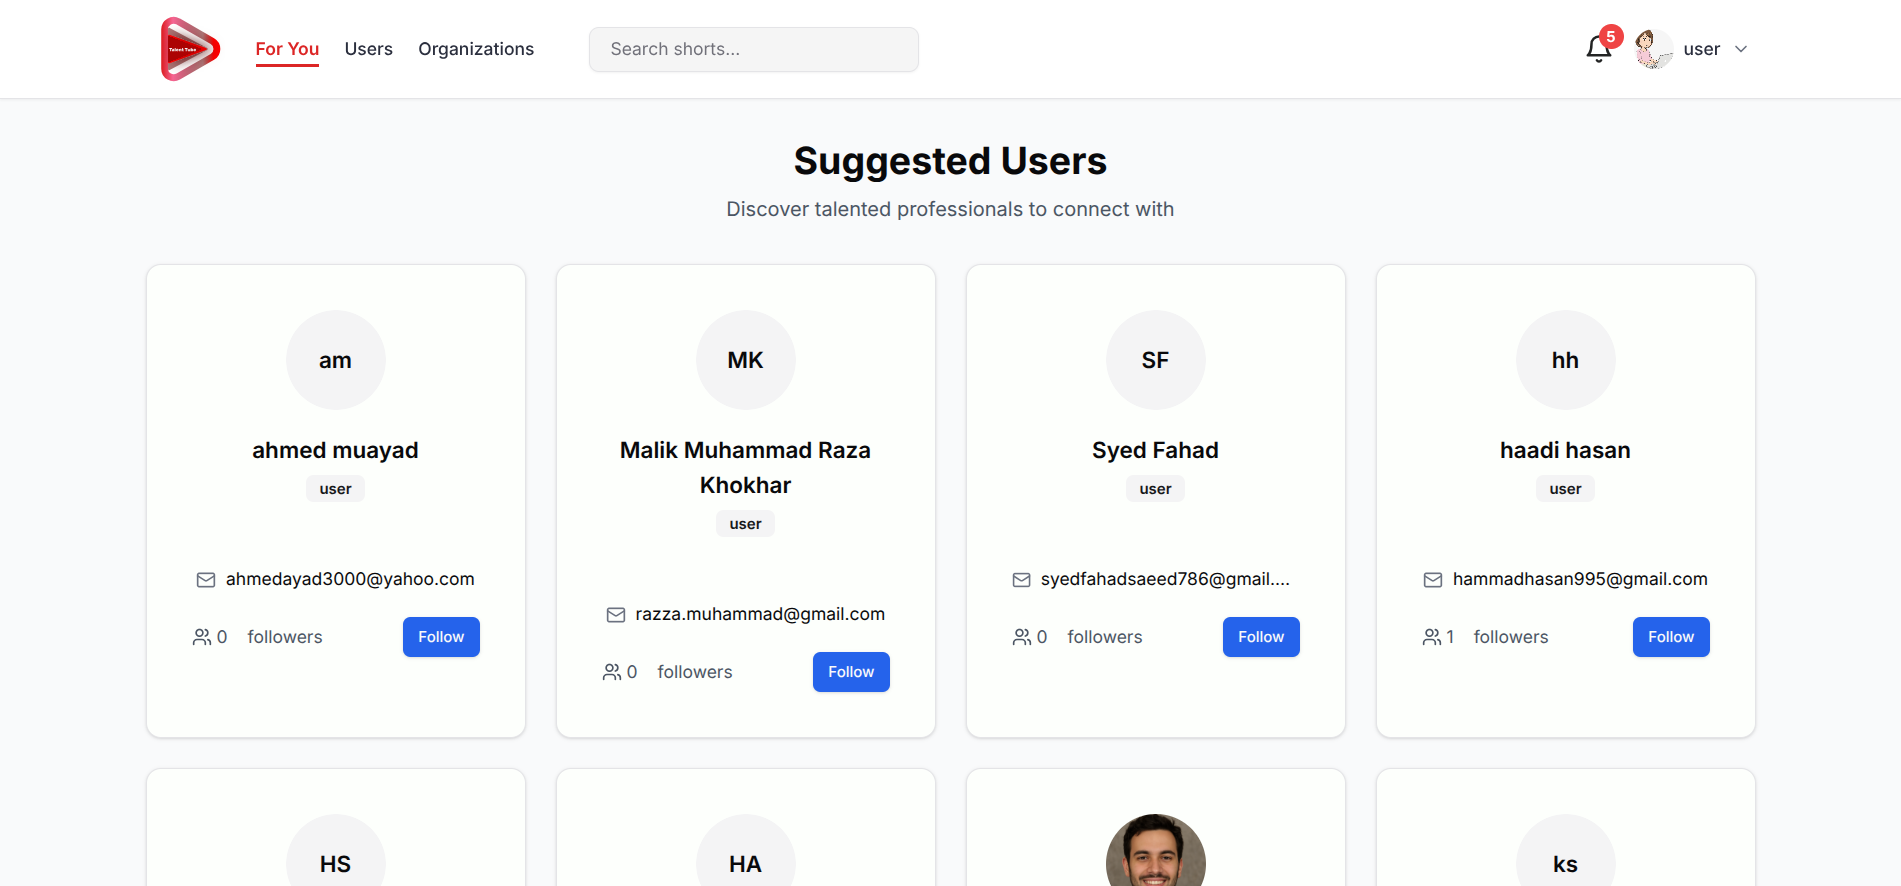 Talent Tube
For You Users Organizations
Search shorts...
5
user
Suggested Users
Discover talented professionals to connect with
am
ahmed muayad
user
ahmedayad3000@yahoo.com
0 followers
Follow
MK
Malik Muhammad Raza
Khokhar
user
razza.muhammad@gmail.com
0 followers
Follow
SF
Syed Fahad
user
syedfahadsaeed786@gmail....
0 followers
Follow
hh
haadi hasan
user
hammadhasan995@gmail.com
1 followers
Follow
HS
HA
ks